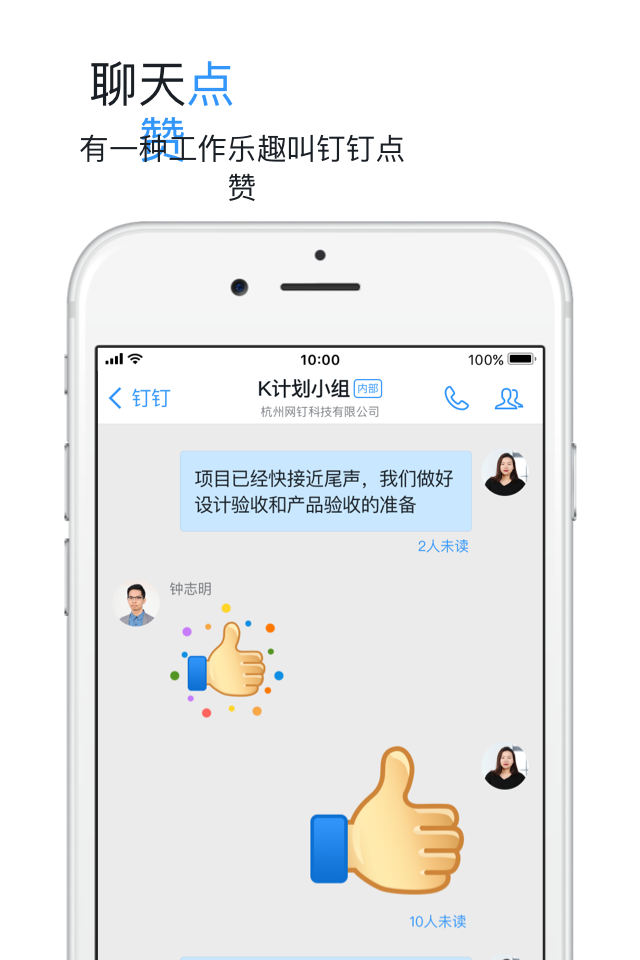 聊天点
赞
有一种工作乐趣叫钉钉点
赞
10:00
100%
钉钉
K计划小组 内部
杭州网钉科技有限公司
项目已经快接近尾声，我们做好
设计验收和产品验收的准备
2人未读
钟志明
10人未读